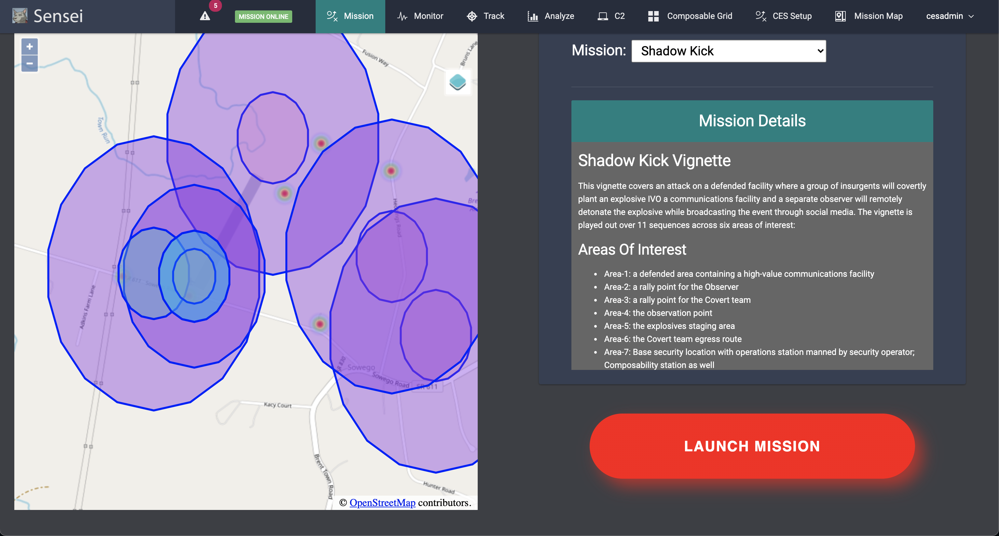 Sensei
5
MISSION ONLINE
Mission
Monitor
Track
Analyze
C2
Composable Grid
CES Setup
Mission Map
cesadmin
+
−
Fusion Way
Bruns Lane
Town Run
Hedgings Road
Bre
Adkins Farm Lane
SR 611
SR 830
Sowego
Sowego Road
SR 611
Kacy Court
Brent Town Road
Hunter Road
© OpenStreetMap contributors.
Mission:
Shadow Kick
Mission Details
Shadow Kick Vignette
This vignette covers an attack on a defended facility where a group of insurgents will covertly
plant an explosive IVO a communications facility and a separate observer will remotely
detonate the explosive while broadcasting the event through social media. The vignette is
played out over 11 sequences across six areas of interest:
Areas Of Interest
• Area-1: a defended area containing a high-value communications facility
• Area-2: a rally point for the Observer
• Area-3: a rally point for the Covert team
• Area-4: the observation point
• Area-5: the explosives staging area
• Area-6: the Covert team egress route
• Area-7: Base security location with operations station manned by security operator;
Composability station as well
LAUNCH MISSION